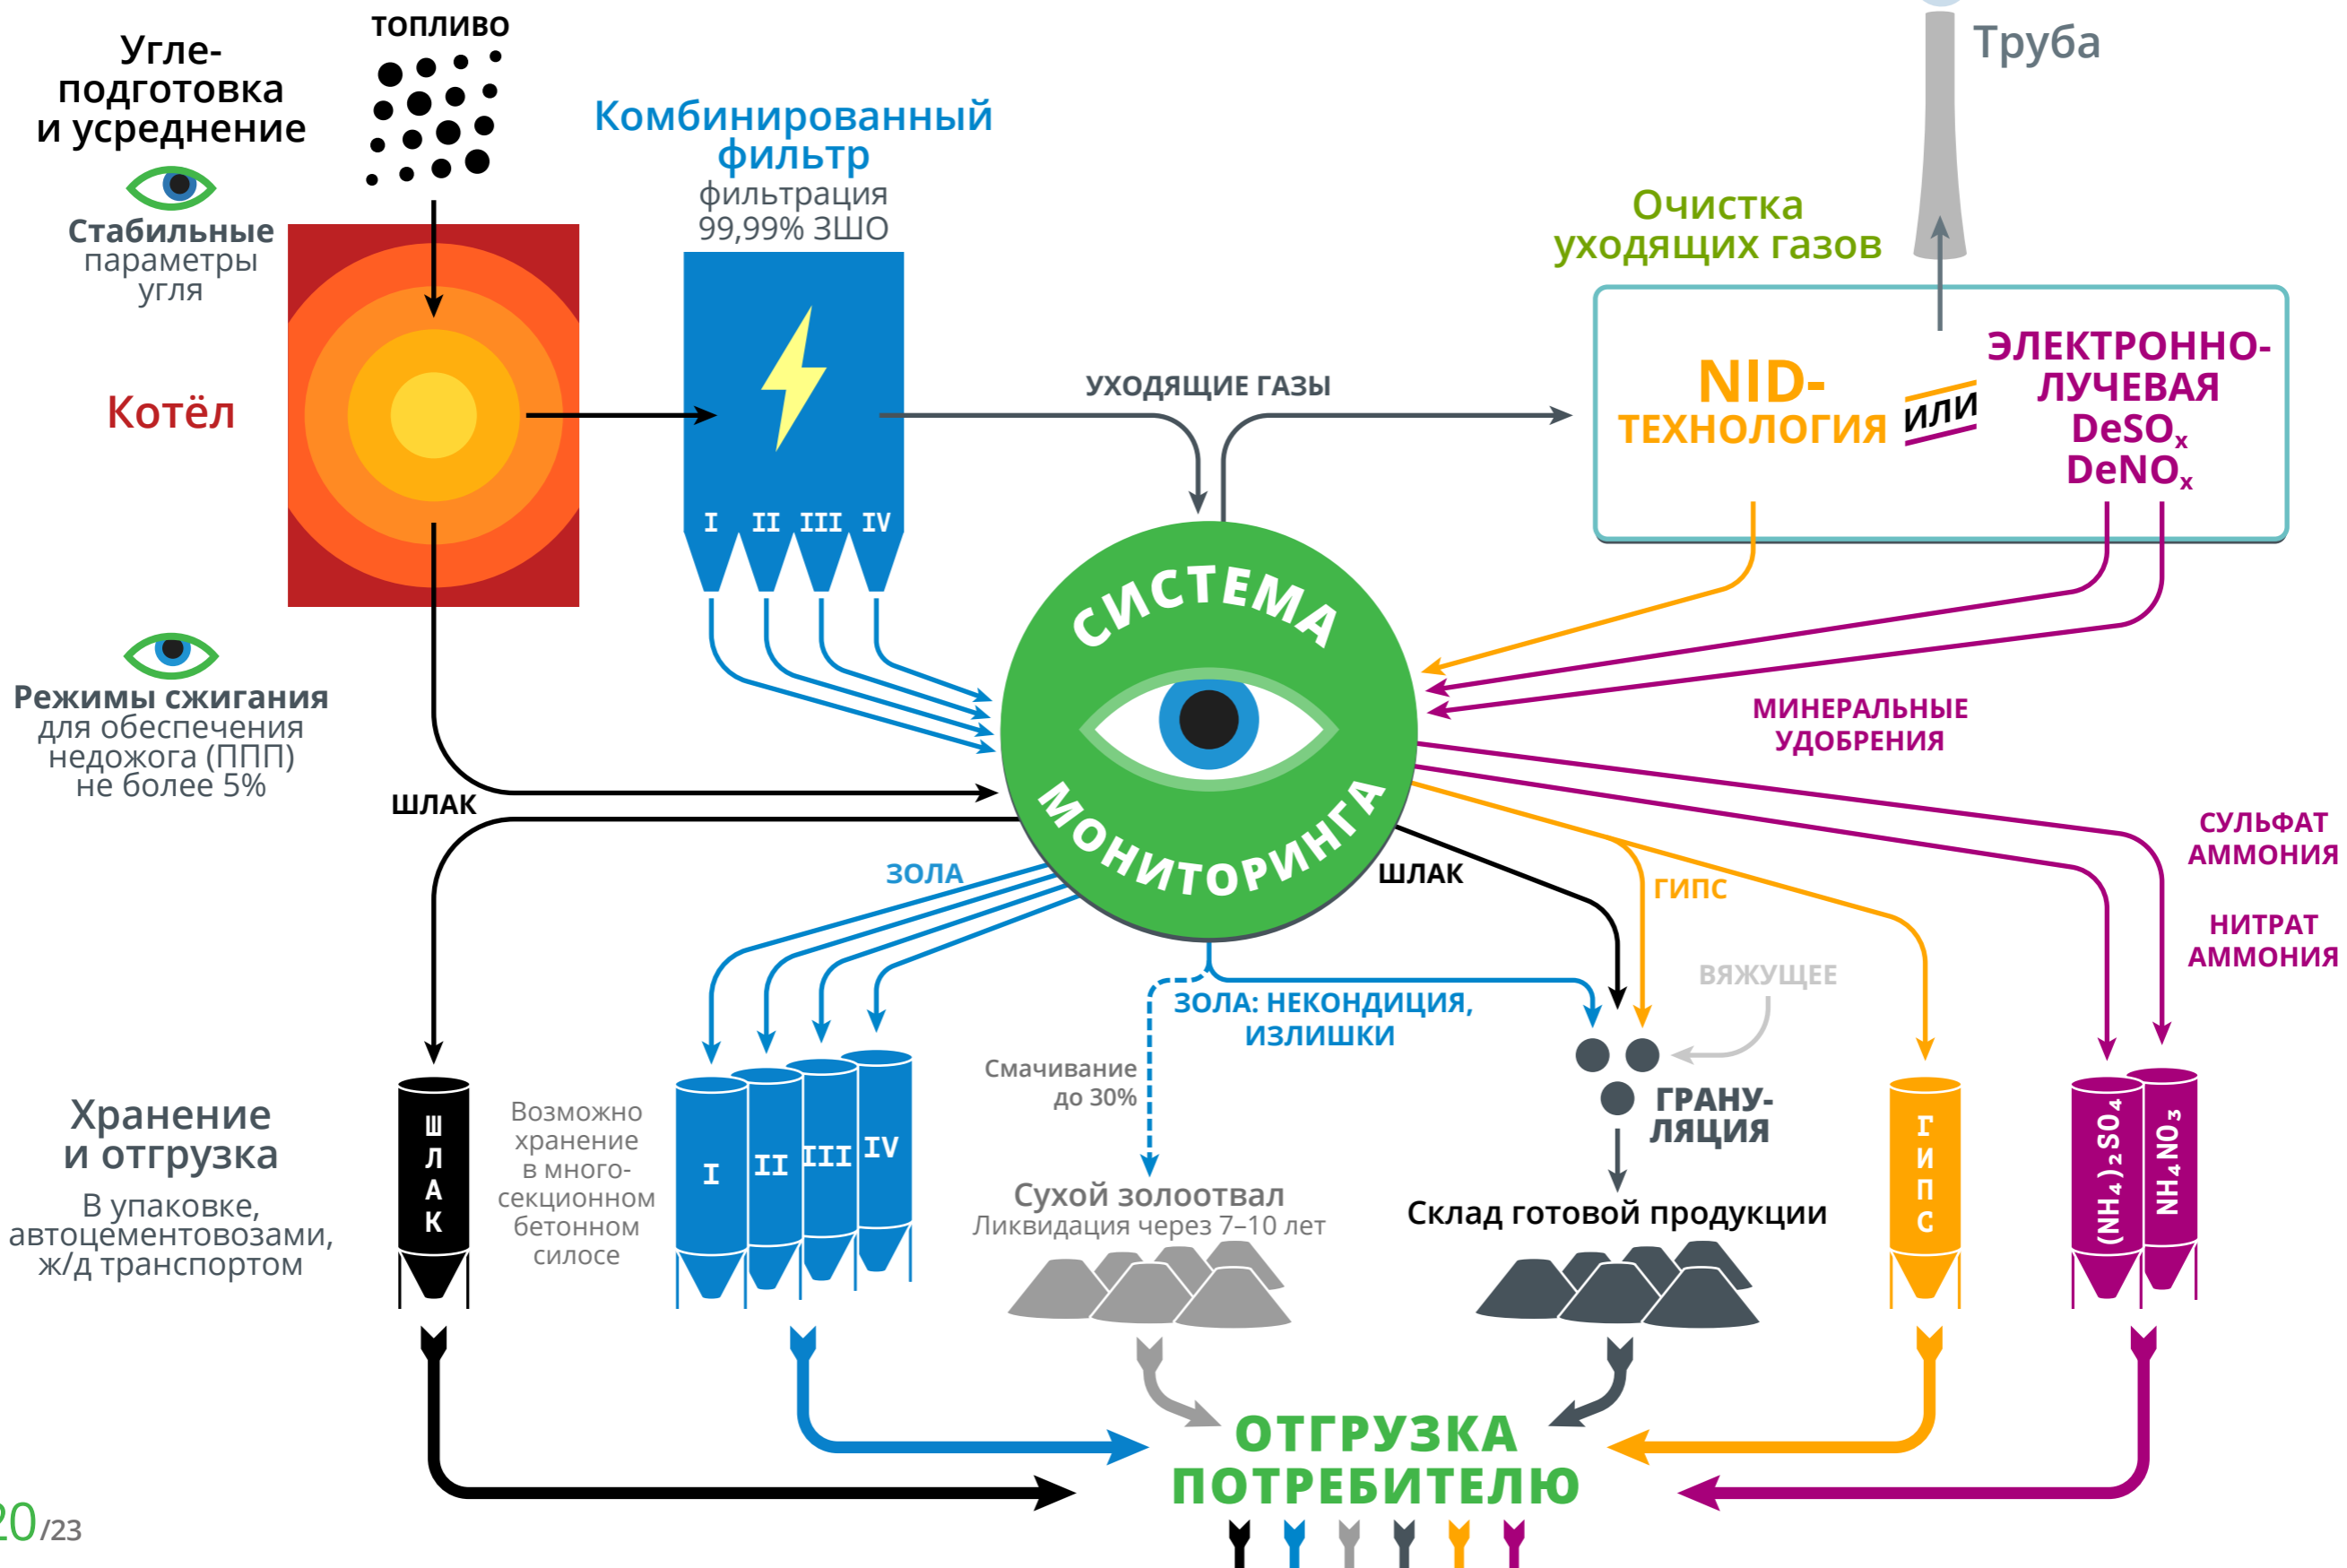 Угле-
подготовка
и усреднение
Стабильные
параметры
угля
ТОПЛИВО
Котёл
Режимы сжигания
для обеспечения
недожога (ППП)
не более 5%
Комбинированный
фильтр
фильтрация
99,99% ЗШО
I II III IV
УХОДЯЩИЕ ГАЗЫ
Труба
Очистка
уходящих газов
NID-
ТЕХНОЛОГИЯ
ИЛИ
ЭЛЕКТРОННО-
ЛУЧЕВАЯ
DeSOₓ
DeNOₓ
СИСТЕМА
МОНИТОРИНГА
МИНЕРАЛЬНЫЕ
УДОБРЕНИЯ
СУЛЬФАТ
АММОНИЯ
НИТРАТ
АММОНИЯ
ШЛАК
ЗОЛА
ШЛАК
ГИПС
ВЯЖУЩЕЕ
ЗОЛА: НЕКОНДИЦИЯ,
ИЗЛИШКИ
Смачивание
до 30%
ГРАНУ-
ЛЯЦИЯ
Хранение
и отгрузка
В упаковке,
автоцементовозами,
ж/д транспортом
ШЛАК
Возможно
хранение
в много-
секционном
бетонном
силосе
I II III IV
Сухой золоотвал
Ликвидация через 7–10 лет
Склад готовой продукции
ГИПС
(NH₄)₂SO₄
NH₄NO₃
ОТГРУЗКА
ПОТРЕБИТЕЛЮ
20/23